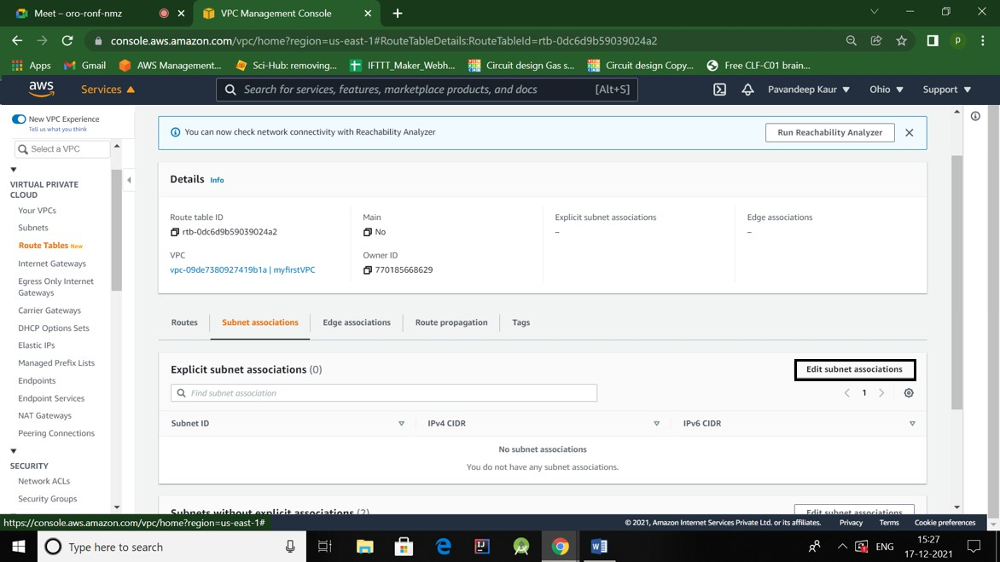 Meet – oro-ronf-nmz
VPC Management Console
console.aws.amazon.com/vpc/home?region=us-east-1#RouteTableDetails:RouteTableId=rtb-0dc6d9b59039024a2
p
Apps Gmail AWS Management... Sci-Hub: removing... IFTTT_Maker_Webh... Circuit design Gas s... Circuit design Copy... Free CLF-C01 brain...
aws Services Search for services, features, marketplace products, and docs [Alt+S] Pavandeep Kaur Ohio Support
New VPC Experience
Tell us what you think
Select a VPC
VIRTUAL PRIVATE
CLOUD
Your VPCs
Subnets
Route Tables New
Internet Gateways
Egress Only Internet
Gateways
Carrier Gateways
DHCP Options Sets
Elastic IPs
Managed Prefix Lists
Endpoints
Endpoint Services
NAT Gateways
Peering Connections
SECURITY
Network ACLs
Security Groups
You can now check network connectivity with Reachability Analyzer
Run Reachability Analyzer
Details Info
Route table ID
rtb-0dc6d9b59039024a2
Main
No
Explicit subnet associations
–
Edge associations
–
VPC
vpc-09de7380927419b1a | myfirstVPC
Owner ID
770185668629
Routes Subnet associations Edge associations Route propagation Tags
Explicit subnet associations (0)
Edit subnet associations
Find subnet association
1
Subnet ID IPv4 CIDR IPv6 CIDR
No subnet associations
You do not have any subnet associations.
Subnets without explicit associations (2)
Edit subnet associations
https://console.aws.amazon.com/vpc/home?region=us-east-1#
© 2021, Amazon Internet Services Private Ltd. or its affiliates. Privacy Terms Cookie preferences
Type here to search
ENG
15:27
17-12-2021